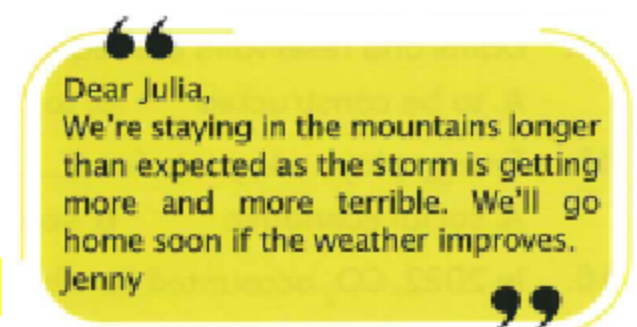 Dear Julia,
We're staying in the mountains longer
than expected as the storm is getting
more and more terrible. We'll go
home soon if the weather improves.
Jenny